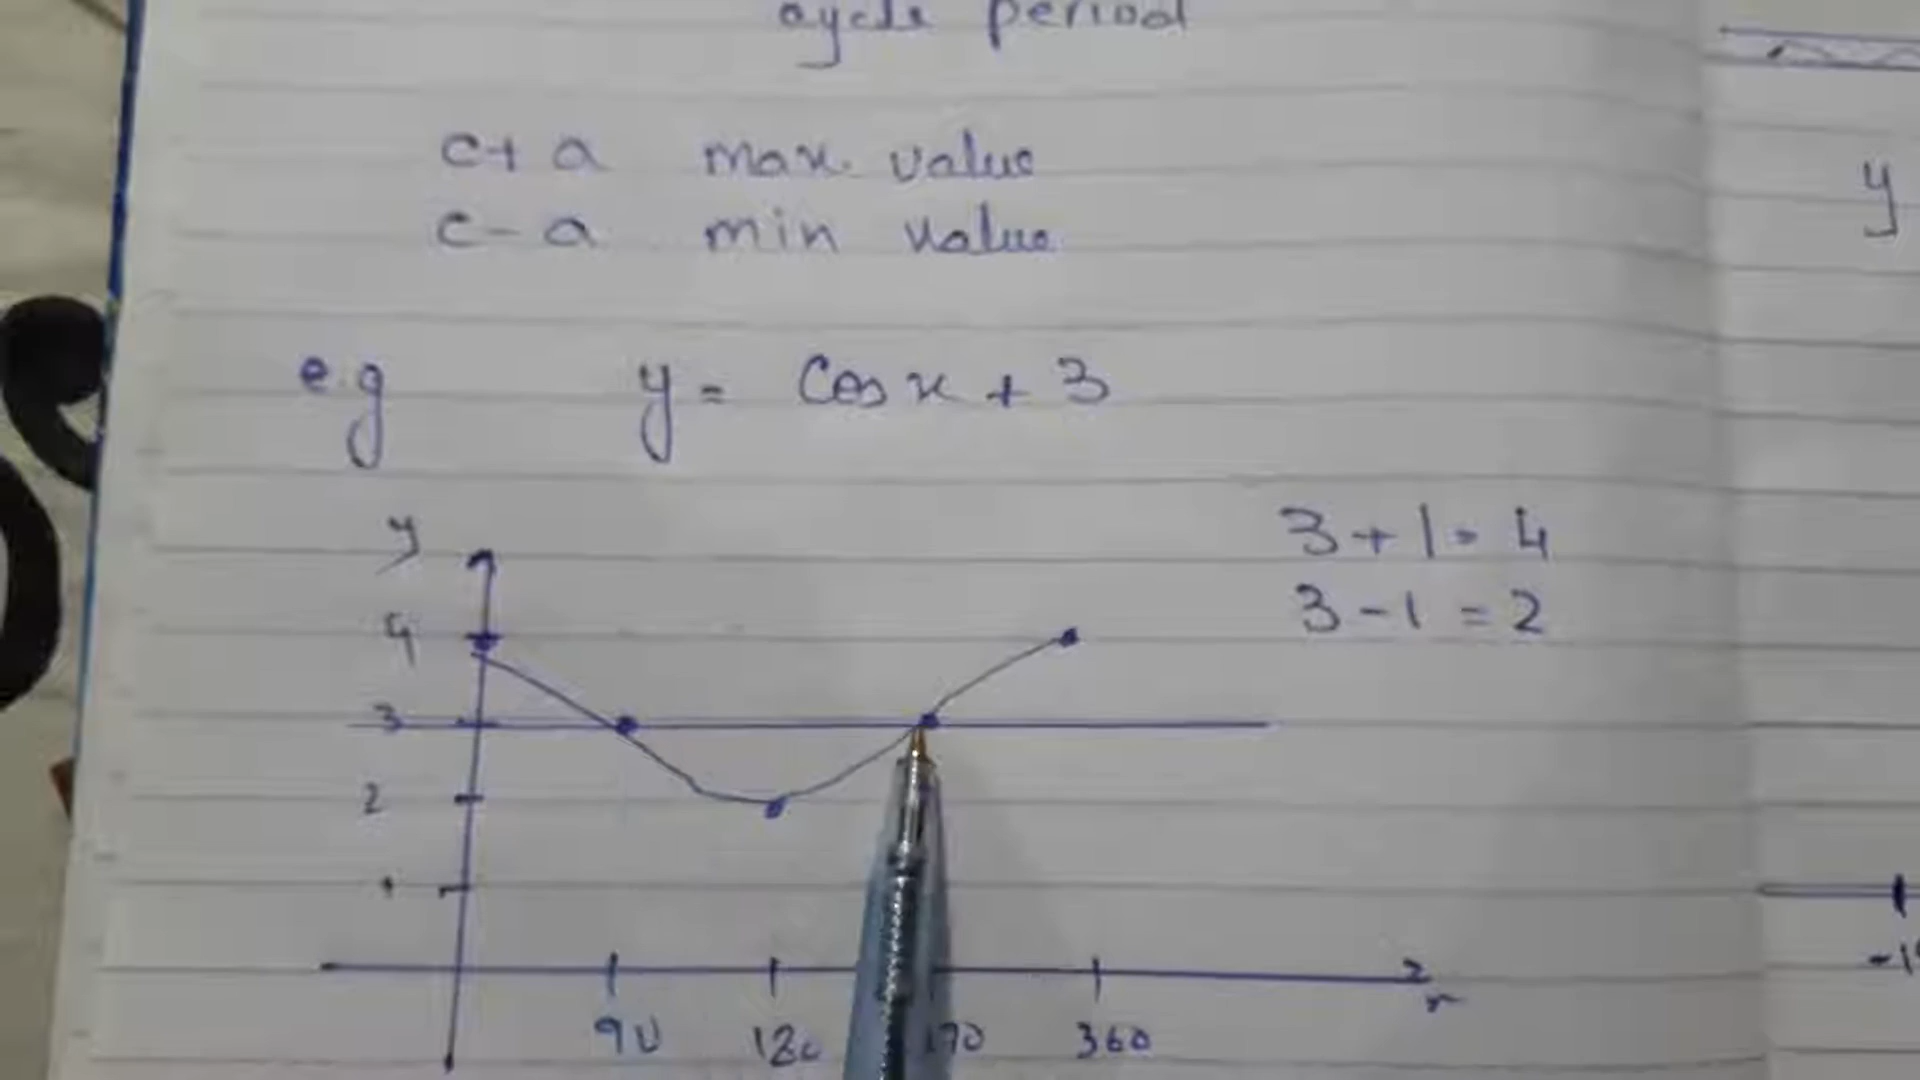 cycle period
c+a max value
c-a min value
y
e.g y = Cos x + 3
3+1=4
3-1=2
y
4
3
2
1
x
90 180 270 360